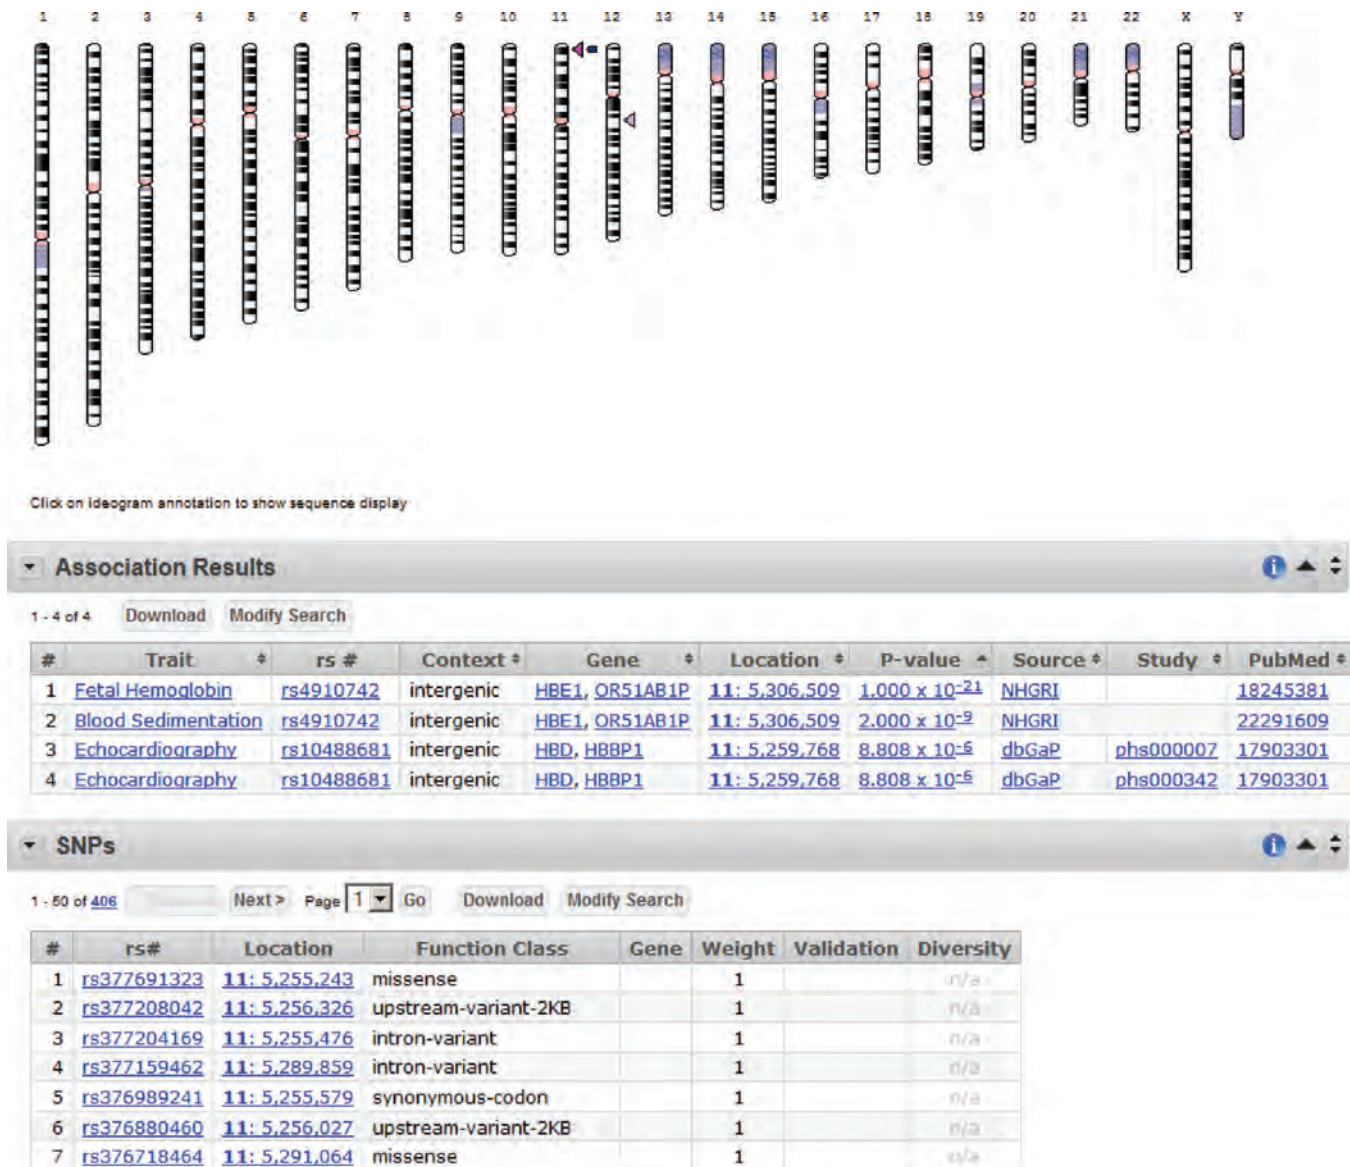 1 2 3 4 5 6 7 8 9 10 11 12 13 14 15 16 17 18 19 20 21 22 X Y
Click on ideogram annotation to show sequence display
Association Results
1 - 4 of 4 Download Modify Search
# Trait rs # Context Gene Location P-value Source Study PubMed
1 Fetal Hemoglobin rs4910742 intergenic HBE1, OR51AB1P 11: 5,306,509 1.000 x 10-21 NHGRI 18245381
2 Blood Sedimentation rs4910742 intergenic HBE1, OR51AB1P 11: 5,306,509 2.000 x 10-9 NHGRI 22291609
3 Echocardiography rs10488681 intergenic HBD, HBBP1 11: 5,259,768 8.808 x 10-6 dbGaP phs000007 17903301
4 Echocardiography rs10488681 intergenic HBD, HBBP1 11: 5,259,768 8.808 x 10-6 dbGaP phs000342 17903301
SNPs
1 - 50 of 406 Next > Page 1 Go Download Modify Search
# rs# Location Function Class Gene Weight Validation Diversity
1 rs377691323 11: 5,255,243 missense 1 n/a
2 rs377208042 11: 5,256,326 upstream-variant-2KB 1 n/a
3 rs377204169 11: 5,255,476 intron-variant 1 n/a
4 rs377159462 11: 5,289,859 intron-variant 1 n/a
5 rs376989241 11: 5,255,579 synonymous-codon 1 n/a
6 rs376880460 11: 5,256,027 upstream-variant-2KB 1 n/a
7 rs376718464 11: 5,291,064 missense 1 n/a